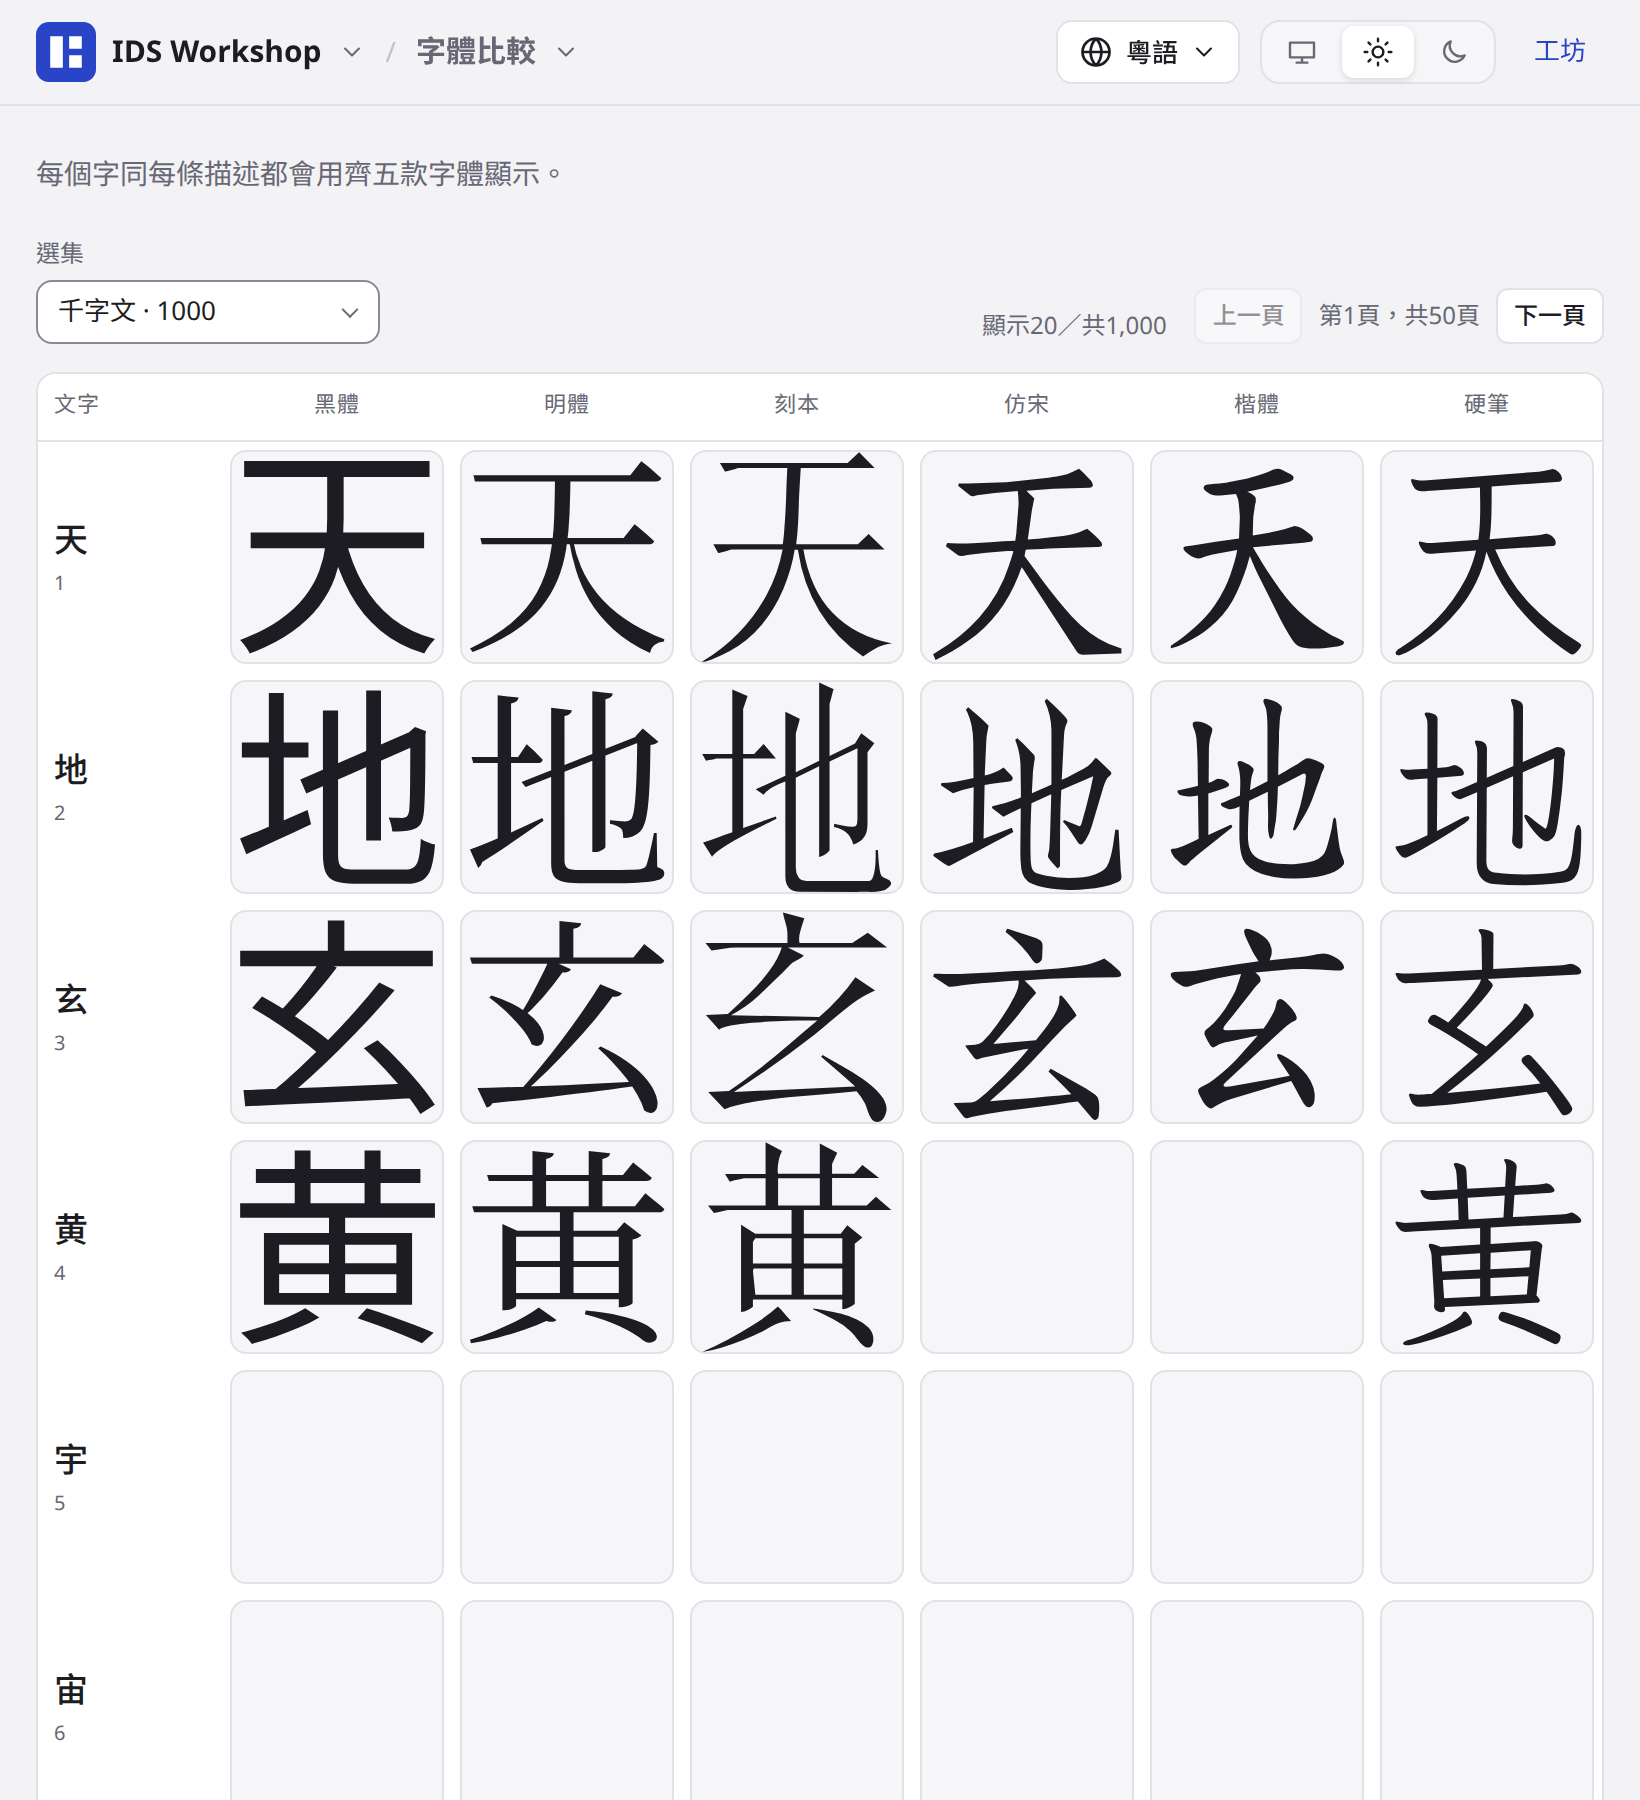 IDS Workshop / 字體比較 粵語 工坊
每個字同每條描述都會用齊五款字體顯示。
選集
千字文 · 1000 顯示20／共1,000 上一頁 第1頁，共50頁 下一頁
文字 黑體 明體 刻本 仿宋 楷體 硬筆
天 天 天 天 天 天 天
1
地 地 地 地 地 地 地
2
玄 玄 玄 玄 玄 玄 玄
3
黄 黄 黄 黄 黄
4
宇
5
宙
6